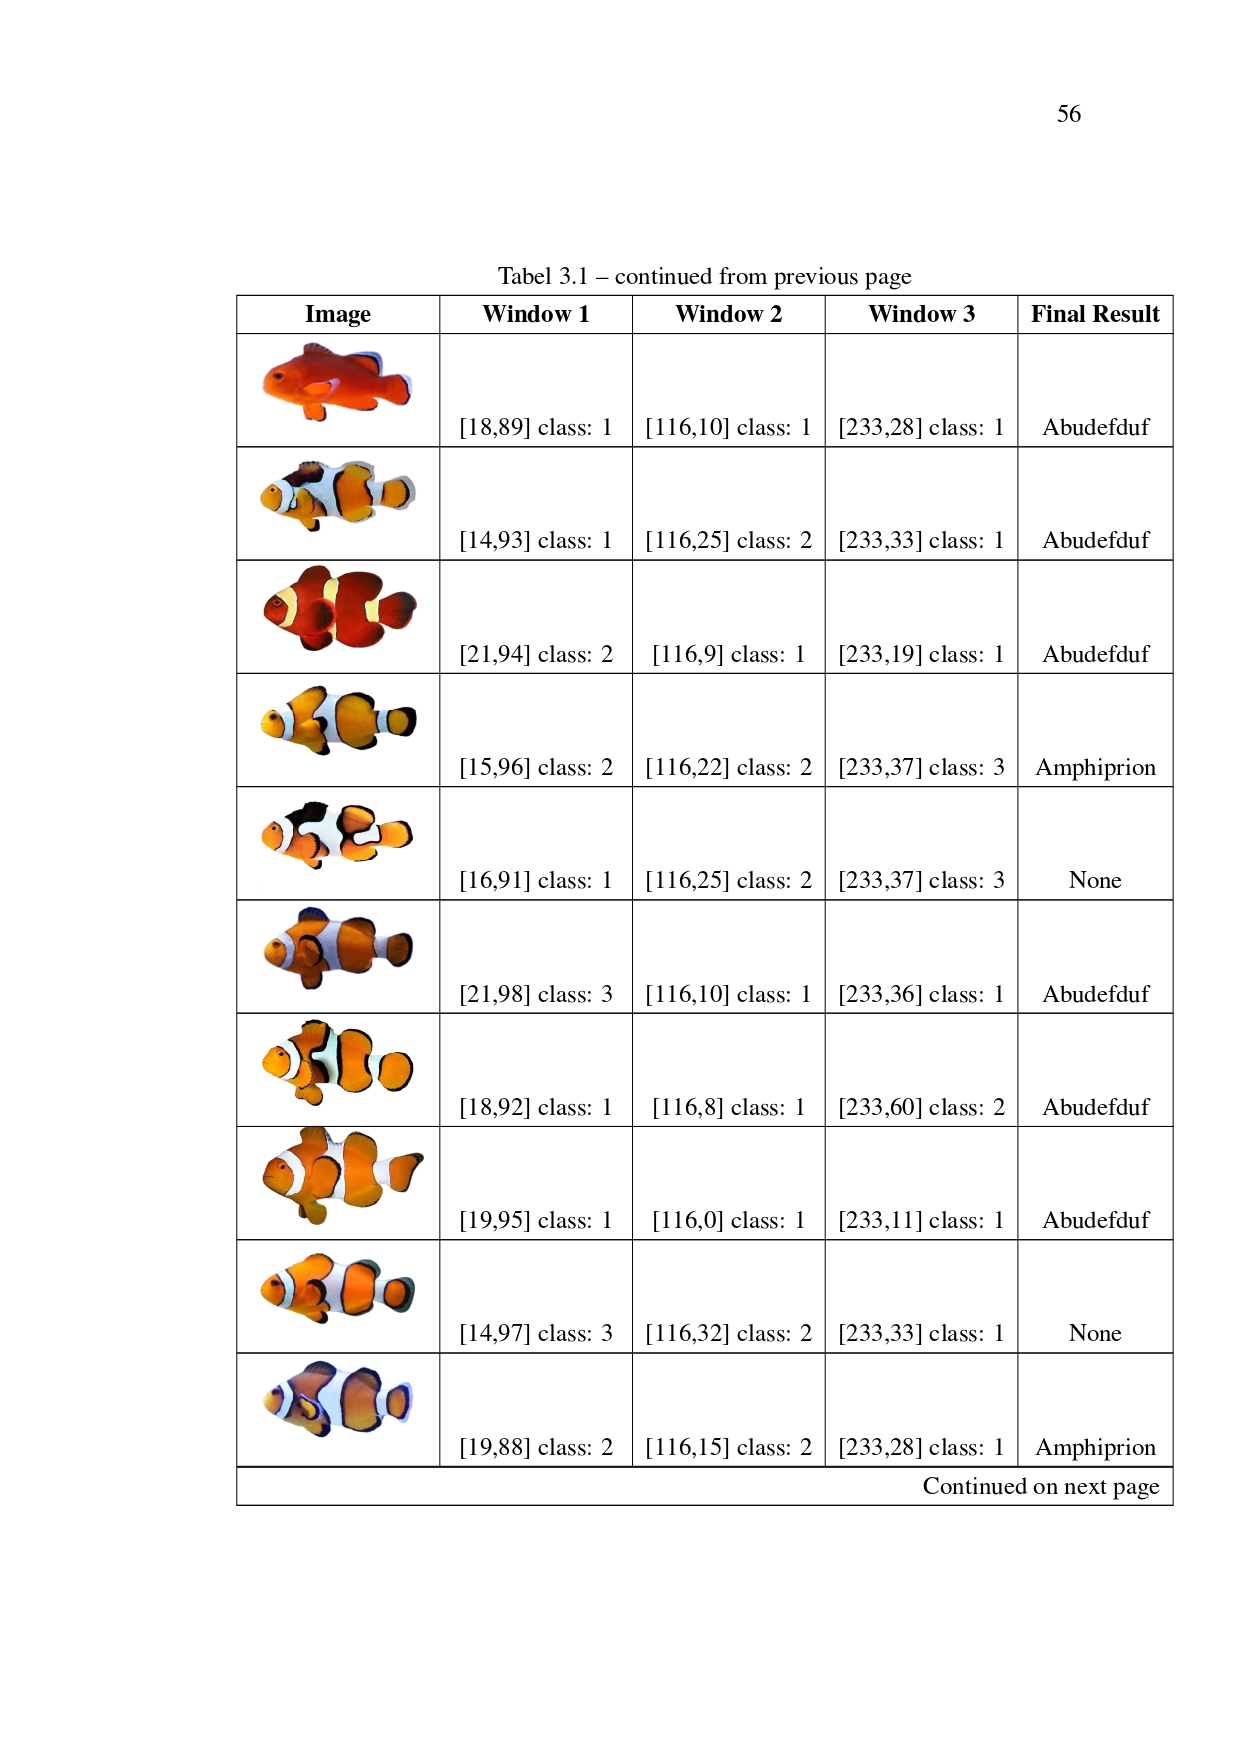 56
Tabel 3.1 – continued from previous page
Image Window 1 Window 2 Window 3 Final Result
[18,89] class: 1 [116,10] class: 1 [233,28] class: 1 Abudefduf
[14,93] class: 1 [116,25] class: 2 [233,33] class: 1 Abudefduf
[21,94] class: 2 [116,9] class: 1 [233,19] class: 1 Abudefduf
[15,96] class: 2 [116,22] class: 2 [233,37] class: 3 Amphiprion
[16,91] class: 1 [116,25] class: 2 [233,37] class: 3 None
[21,98] class: 3 [116,10] class: 1 [233,36] class: 1 Abudefduf
[18,92] class: 1 [116,8] class: 1 [233,60] class: 2 Abudefduf
[19,95] class: 1 [116,0] class: 1 [233,11] class: 1 Abudefduf
[14,97] class: 3 [116,32] class: 2 [233,33] class: 1 None
[19,88] class: 2 [116,15] class: 2 [233,28] class: 1 Amphiprion
Continued on next page